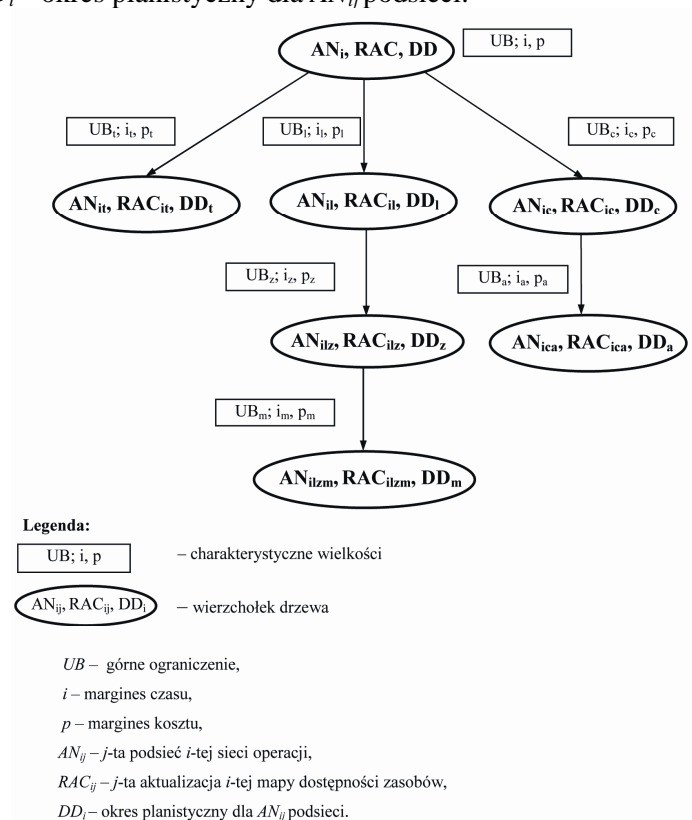 – okres planistyczny dla AN_ij podsieci.
AN_i, RAC, DD
UB; i, p
UB_t; i_t, p_t
UB_l; i_l, p_l
UB_c; i_c, p_c
AN_it, RAC_it, DD_t
AN_il, RAC_il, DD_l
AN_ic, RAC_ic, DD_c
UB_z; i_z, p_z
UB_a; i_a, p_a
AN_ilz, RAC_ilz, DD_z
AN_ica, RAC_ica, DD_a
UB_m; i_m, p_m
AN_ilzm, RAC_ilzm, DD_m
Legenda:
UB; i, p – charakterystyczne wielkości
AN_ij, RAC_ij, DD_i – wierzchołek drzewa
UB – górne ograniczenie,
i – margines czasu,
p – margines kosztu,
AN_ij – j-ta podsieć i-tej sieci operacji,
RAC_ij – j-ta aktualizacja i-tej mapy dostępności zasobów,
DD_i – okres planistyczny dla AN_ij podsieci.